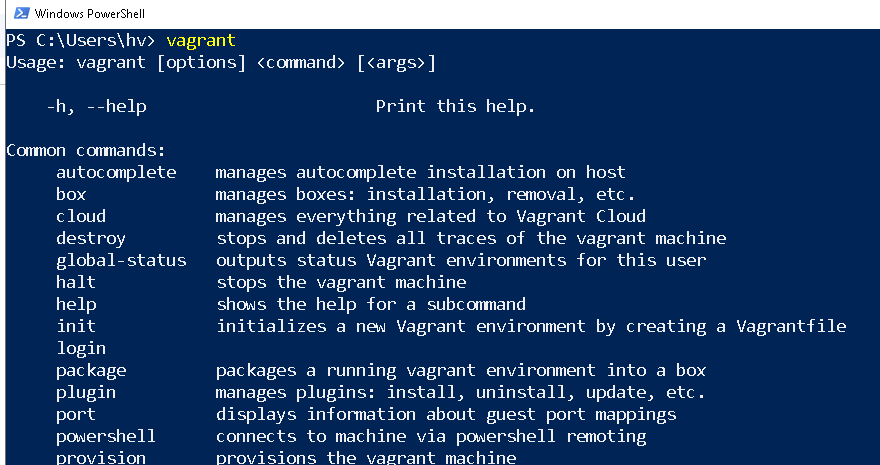 Windows PowerShell
PS C:\Users\hv> vagrant
Usage: vagrant [options] <command> [<args>]
-h, --help Print this help.
Common commands:
autocomplete manages autocomplete installation on host
box manages boxes: installation, removal, etc.
cloud manages everything related to Vagrant Cloud
destroy stops and deletes all traces of the vagrant machine
global-status outputs status Vagrant environments for this user
halt stops the vagrant machine
help shows the help for a subcommand
init initializes a new Vagrant environment by creating a Vagrantfile
login
package packages a running vagrant environment into a box
plugin manages plugins: install, uninstall, update, etc.
port displays information about guest port mappings
powershell connects to machine via powershell remoting
provision provisions the vagrant machine